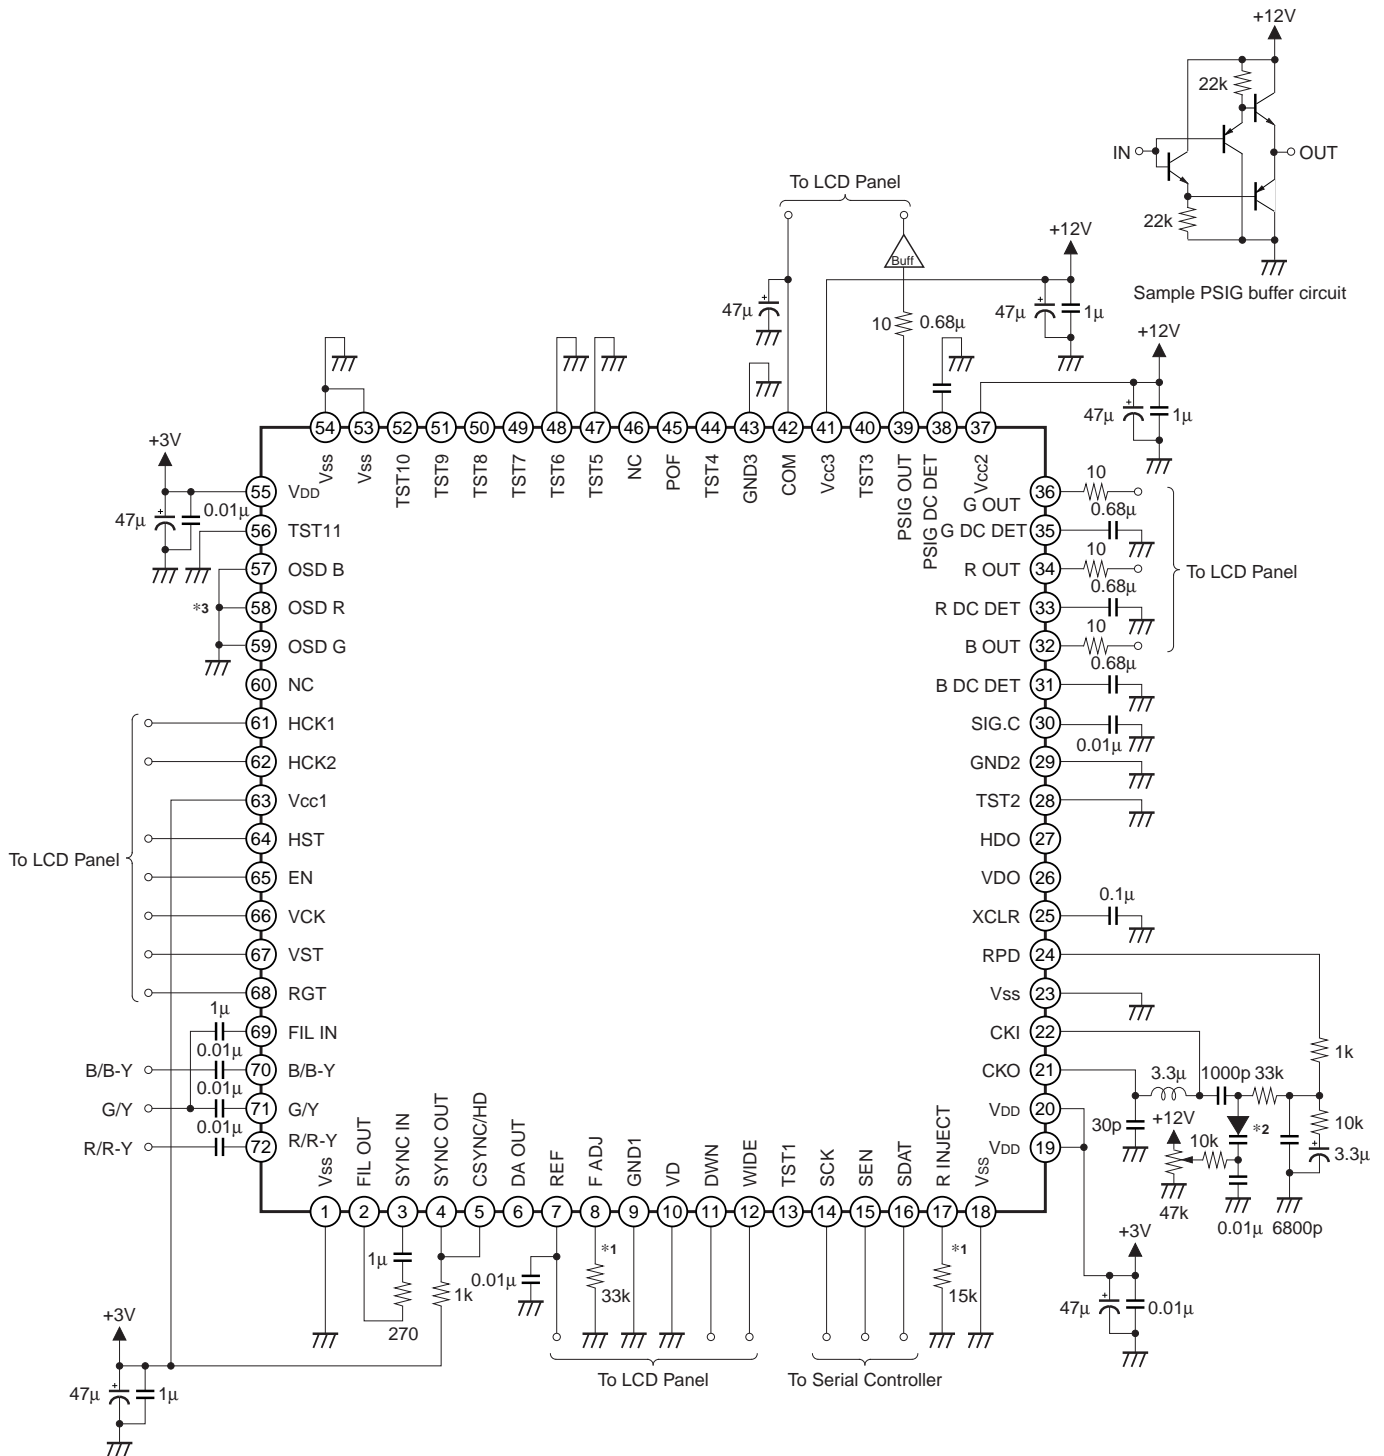 +12V
22k
IN
OUT
22k
Sample PSIG buffer circuit
To LCD Panel
Buff
47µ
10
0.68µ
+12V
47µ
1µ
+12V
47µ
1µ
54 53 52 51 50 49 48 47 46 45 44 43 42 41 40 39 38 37
Vss
Vss
TST10
TST9
TST8
TST7
TST6
TST5
NC
POF
TST4
GND3
COM
Vcc3
TST3
PSIG OUT
PSIG DC DET
Vcc2
+3V
47µ
0.01µ
55 VDD
56 TST11
57 OSD B
*3
58 OSD R
59 OSD G
60 NC
61 HCK1
62 HCK2
63 Vcc1
64 HST
To LCD Panel
65 EN
66 VCK
67 VST
68 RGT
1µ
69 FIL IN
0.01µ
B/B-Y
70 B/B-Y
0.01µ
G/Y
71 G/Y
0.01µ
R/R-Y
72 R/R-Y
G OUT 36
10
0.68µ
G DC DET 35
R OUT 34
10
0.68µ
To LCD Panel
R DC DET 33
B OUT 32
10
0.68µ
B DC DET 31
SIG.C 30
0.01µ
GND2 29
TST2 28
HDO 27
VDO 26
XCLR 25
0.1µ
RPD 24
Vss 23
CKI 22
CKO 21
VDD 20
VDD 19
1k
3.3µ
1000p
33k
30p
+12V
*2
10k
10k
3.3µ
47k
0.01µ
6800p
+3V
47µ
0.01µ
Vss
FIL OUT
SYNC IN
SYNC OUT
CSYNC/HD
DA OUT
REF
F ADJ
GND1
VD
DWN
WIDE
TST1
SCK
SEN
SDAT
R INJECT
Vss
1 2 3 4 5 6 7 8 9 10 11 12 13 14 15 16 17 18
1µ
270
1k
0.01µ
*1
33k
*1
15k
To LCD Panel
To Serial Controller
+3V
47µ
1µ